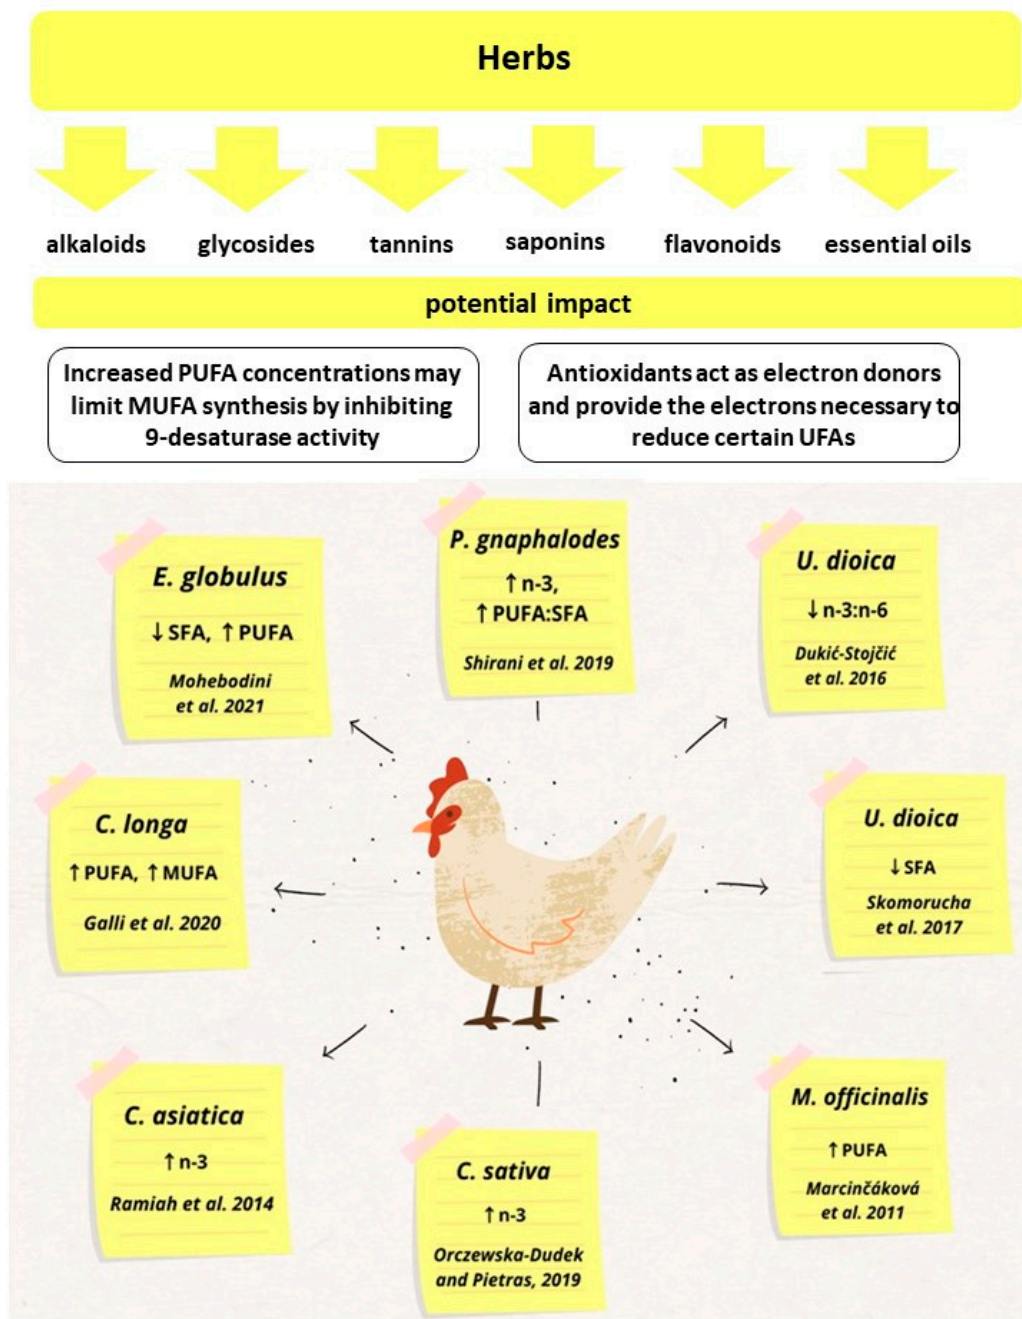 Herbs
alkaloids glycosides tannins saponins flavonoids essential oils
potential impact
Increased PUFA concentrations may
limit MUFA synthesis by inhibiting
9-desaturase activity
Antioxidants act as electron donors
and provide the electrons necessary to
reduce certain UFAs
E. globulus
↓SFA, ↑PUFA
Mohebodini
et al. 2021
P. gnaphalodes
↑n-3,
↑PUFA:SFA
Shirani et al. 2019
U. dioica
↓n-3:n-6
Dukić-Stojčić
et al. 2016
C. longa
↑PUFA, ↑MUFA
Galli et al. 2020
U. dioica
↓SFA
Skomorucha
et al. 2017
C. asiatica
↑n-3
Ramiah et al. 2014
C. sativa
↑n-3
Orczewska-Dudek
and Pietras, 2019
M. officinalis
↑PUFA
Marcinčáková
et al. 2011